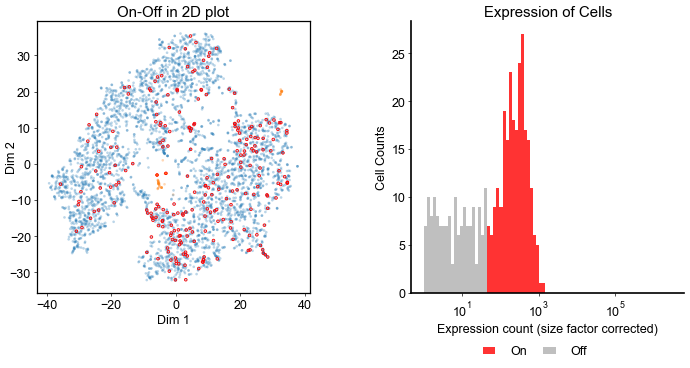 On-Off in 2D plot
Dim 2
30
20
10
0
−10
−20
−30
−40 −20 0 20 40
Dim 1
Expression of Cells
Cell Counts
25
20
15
10
5
0
10^1 10^3 10^5
Expression count (size factor corrected)
On Off